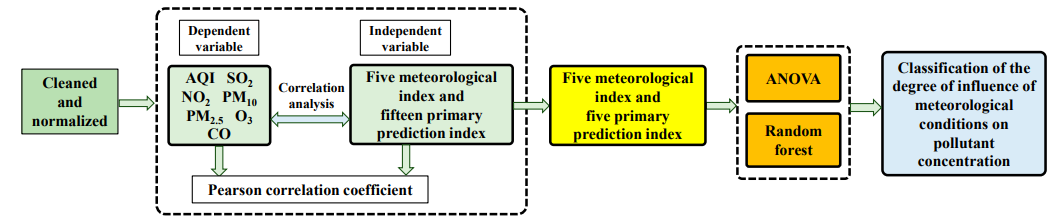 Cleaned
and
normalized
Dependent
variable
AQI SO2
NO2 PM10
PM2.5 O3
CO
Correlation
analysis
Independent
variable
Five meteorological
index and
fifteen primary
prediction index
Pearson correlation coefficient
Five meteorological
index and
five primary
prediction index
ANOVA
Random
forest
Classification of the
degree of influence of
meteorological
conditions on
pollutant
concentration